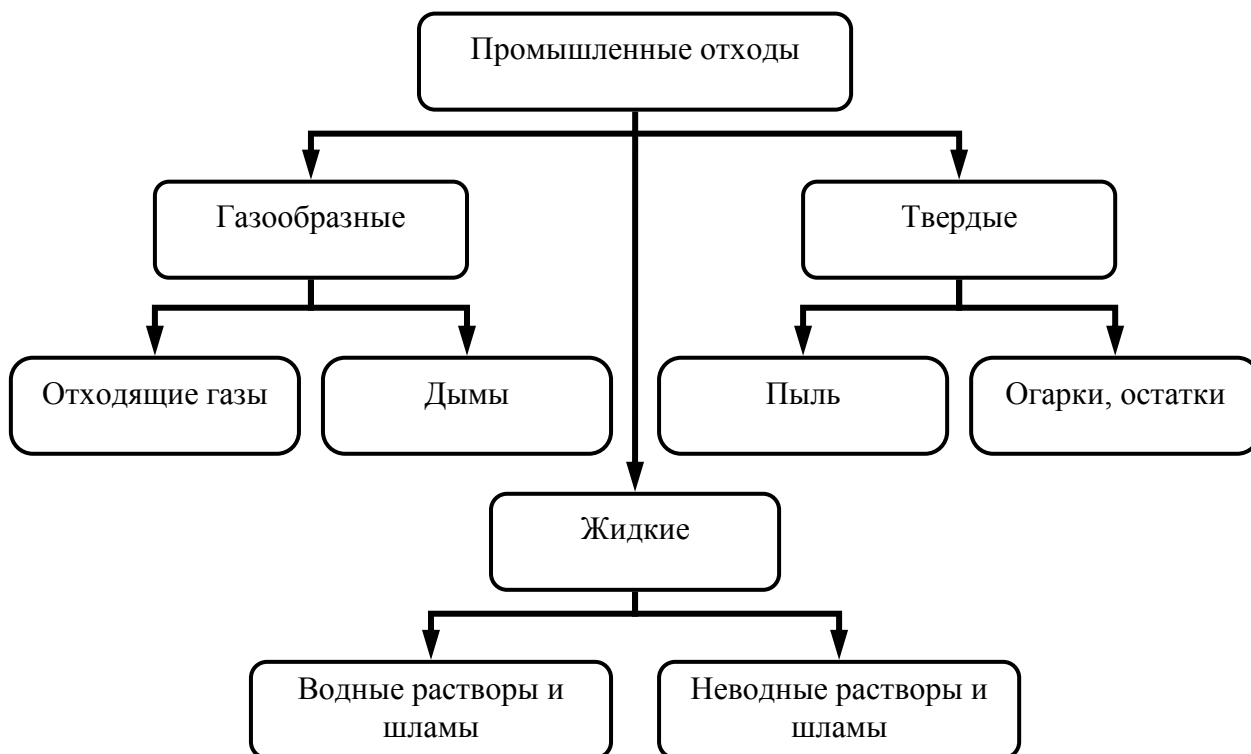 Промышленные отходы
Газообразные
Твердые
Отходящие газы
Дымы
Пыль
Огарки, остатки
Жидкие
Водные растворы и
шламы
Неводные растворы и
шламы